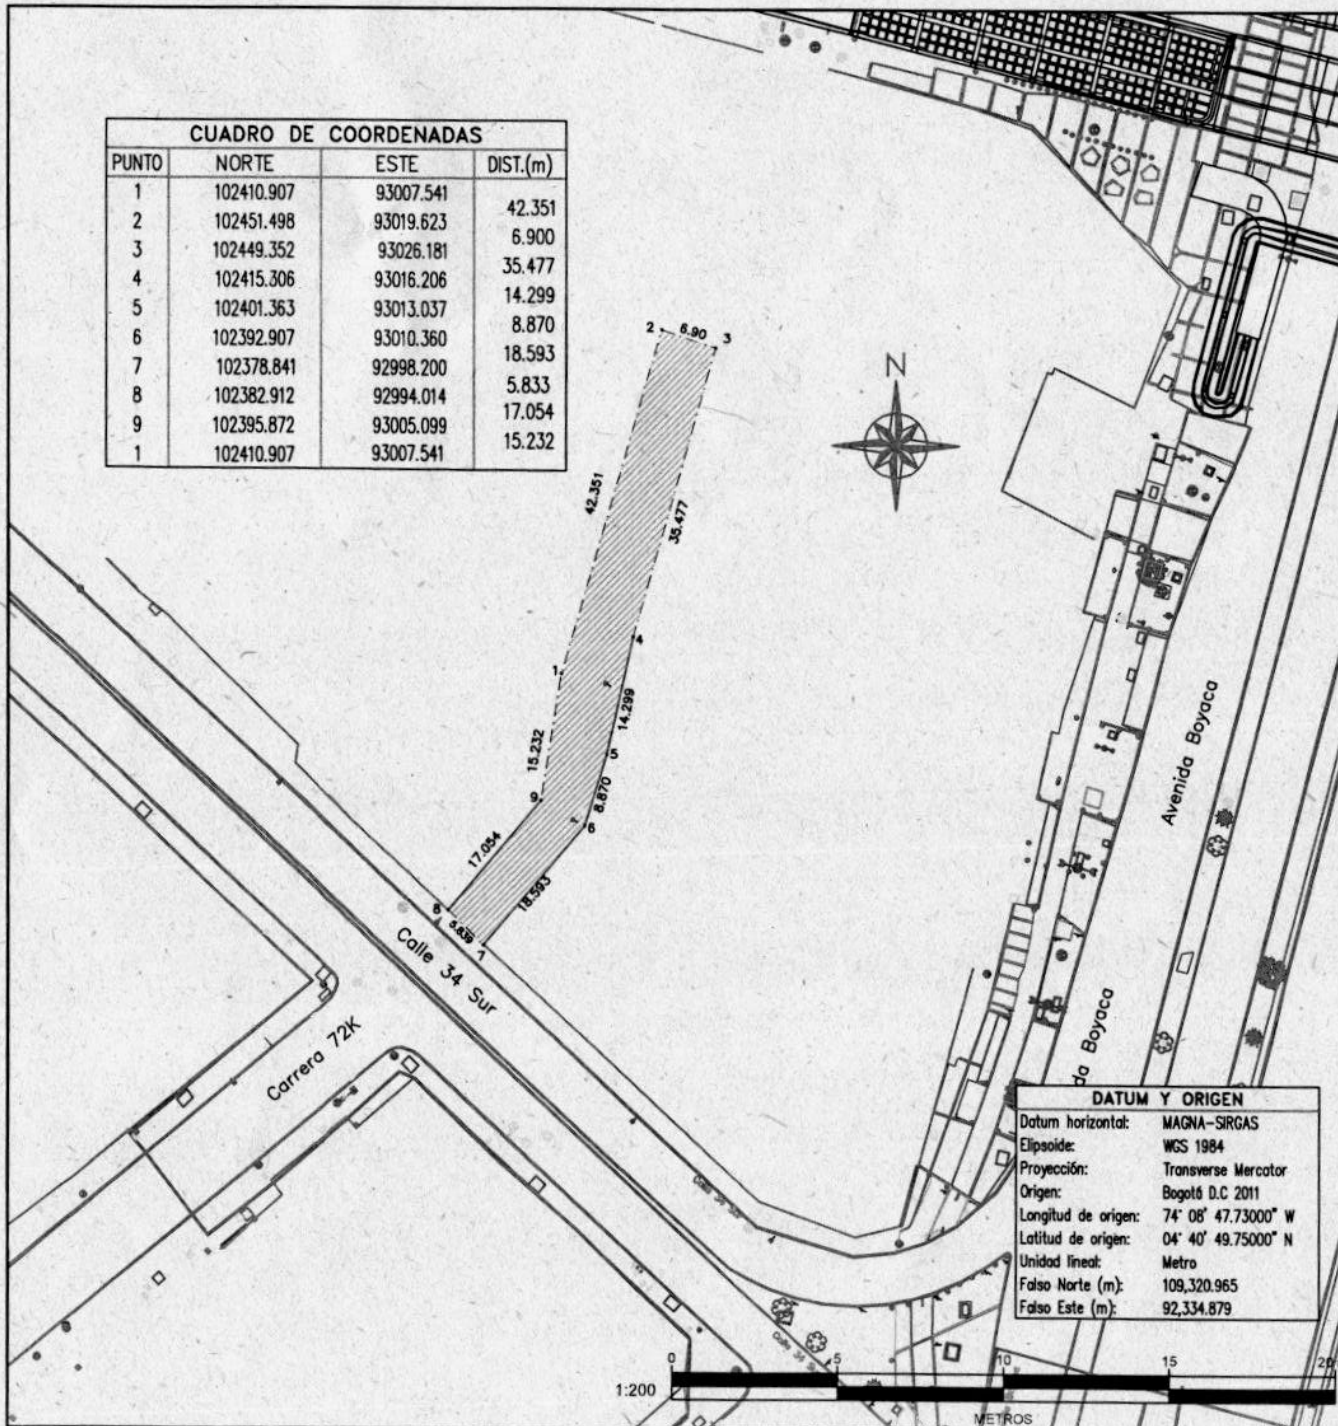 CUADRO DE COORDENADAS
PUNTO NORTE ESTE DIST.(m)
1 102410.907 93007.541
42.351
2 102451.498 93019.623
6.900
3 102449.352 93026.181
35.477
4 102415.306 93016.206
14.299
5 102401.363 93013.037
8.870
6 102392.907 93010.360
18.593
7 102378.841 92998.200
5.833
8 102382.912 92994.014
17.054
9 102395.872 93005.099
15.232
1 102410.907 93007.541
2 6.90 3
N
42.351
35.477
4
1
14.299
15.232
5
9
8.870
6
17.054
18.593
8
5.839
7
Calle 34 Sur
Carrera 72K
Avenida Boyaca
da Boyaca
Calle 34 Sur
Calle 34 S
DATUM Y ORIGEN
Datum horizontal: MAGNA-SIRGAS
Elipsoide: WGS 1984
Proyección: Transverse Mercator
Origen: Bogotá D.C 2011
Longitud de origen: 74° 08' 47.73000" W
Latitud de origen: 04° 40' 49.75000" N
Unidad lineal: Metro
Falso Norte (m): 109,320.965
Falso Este (m): 92,334.879
0 5 10 15 20
1:200
METROS